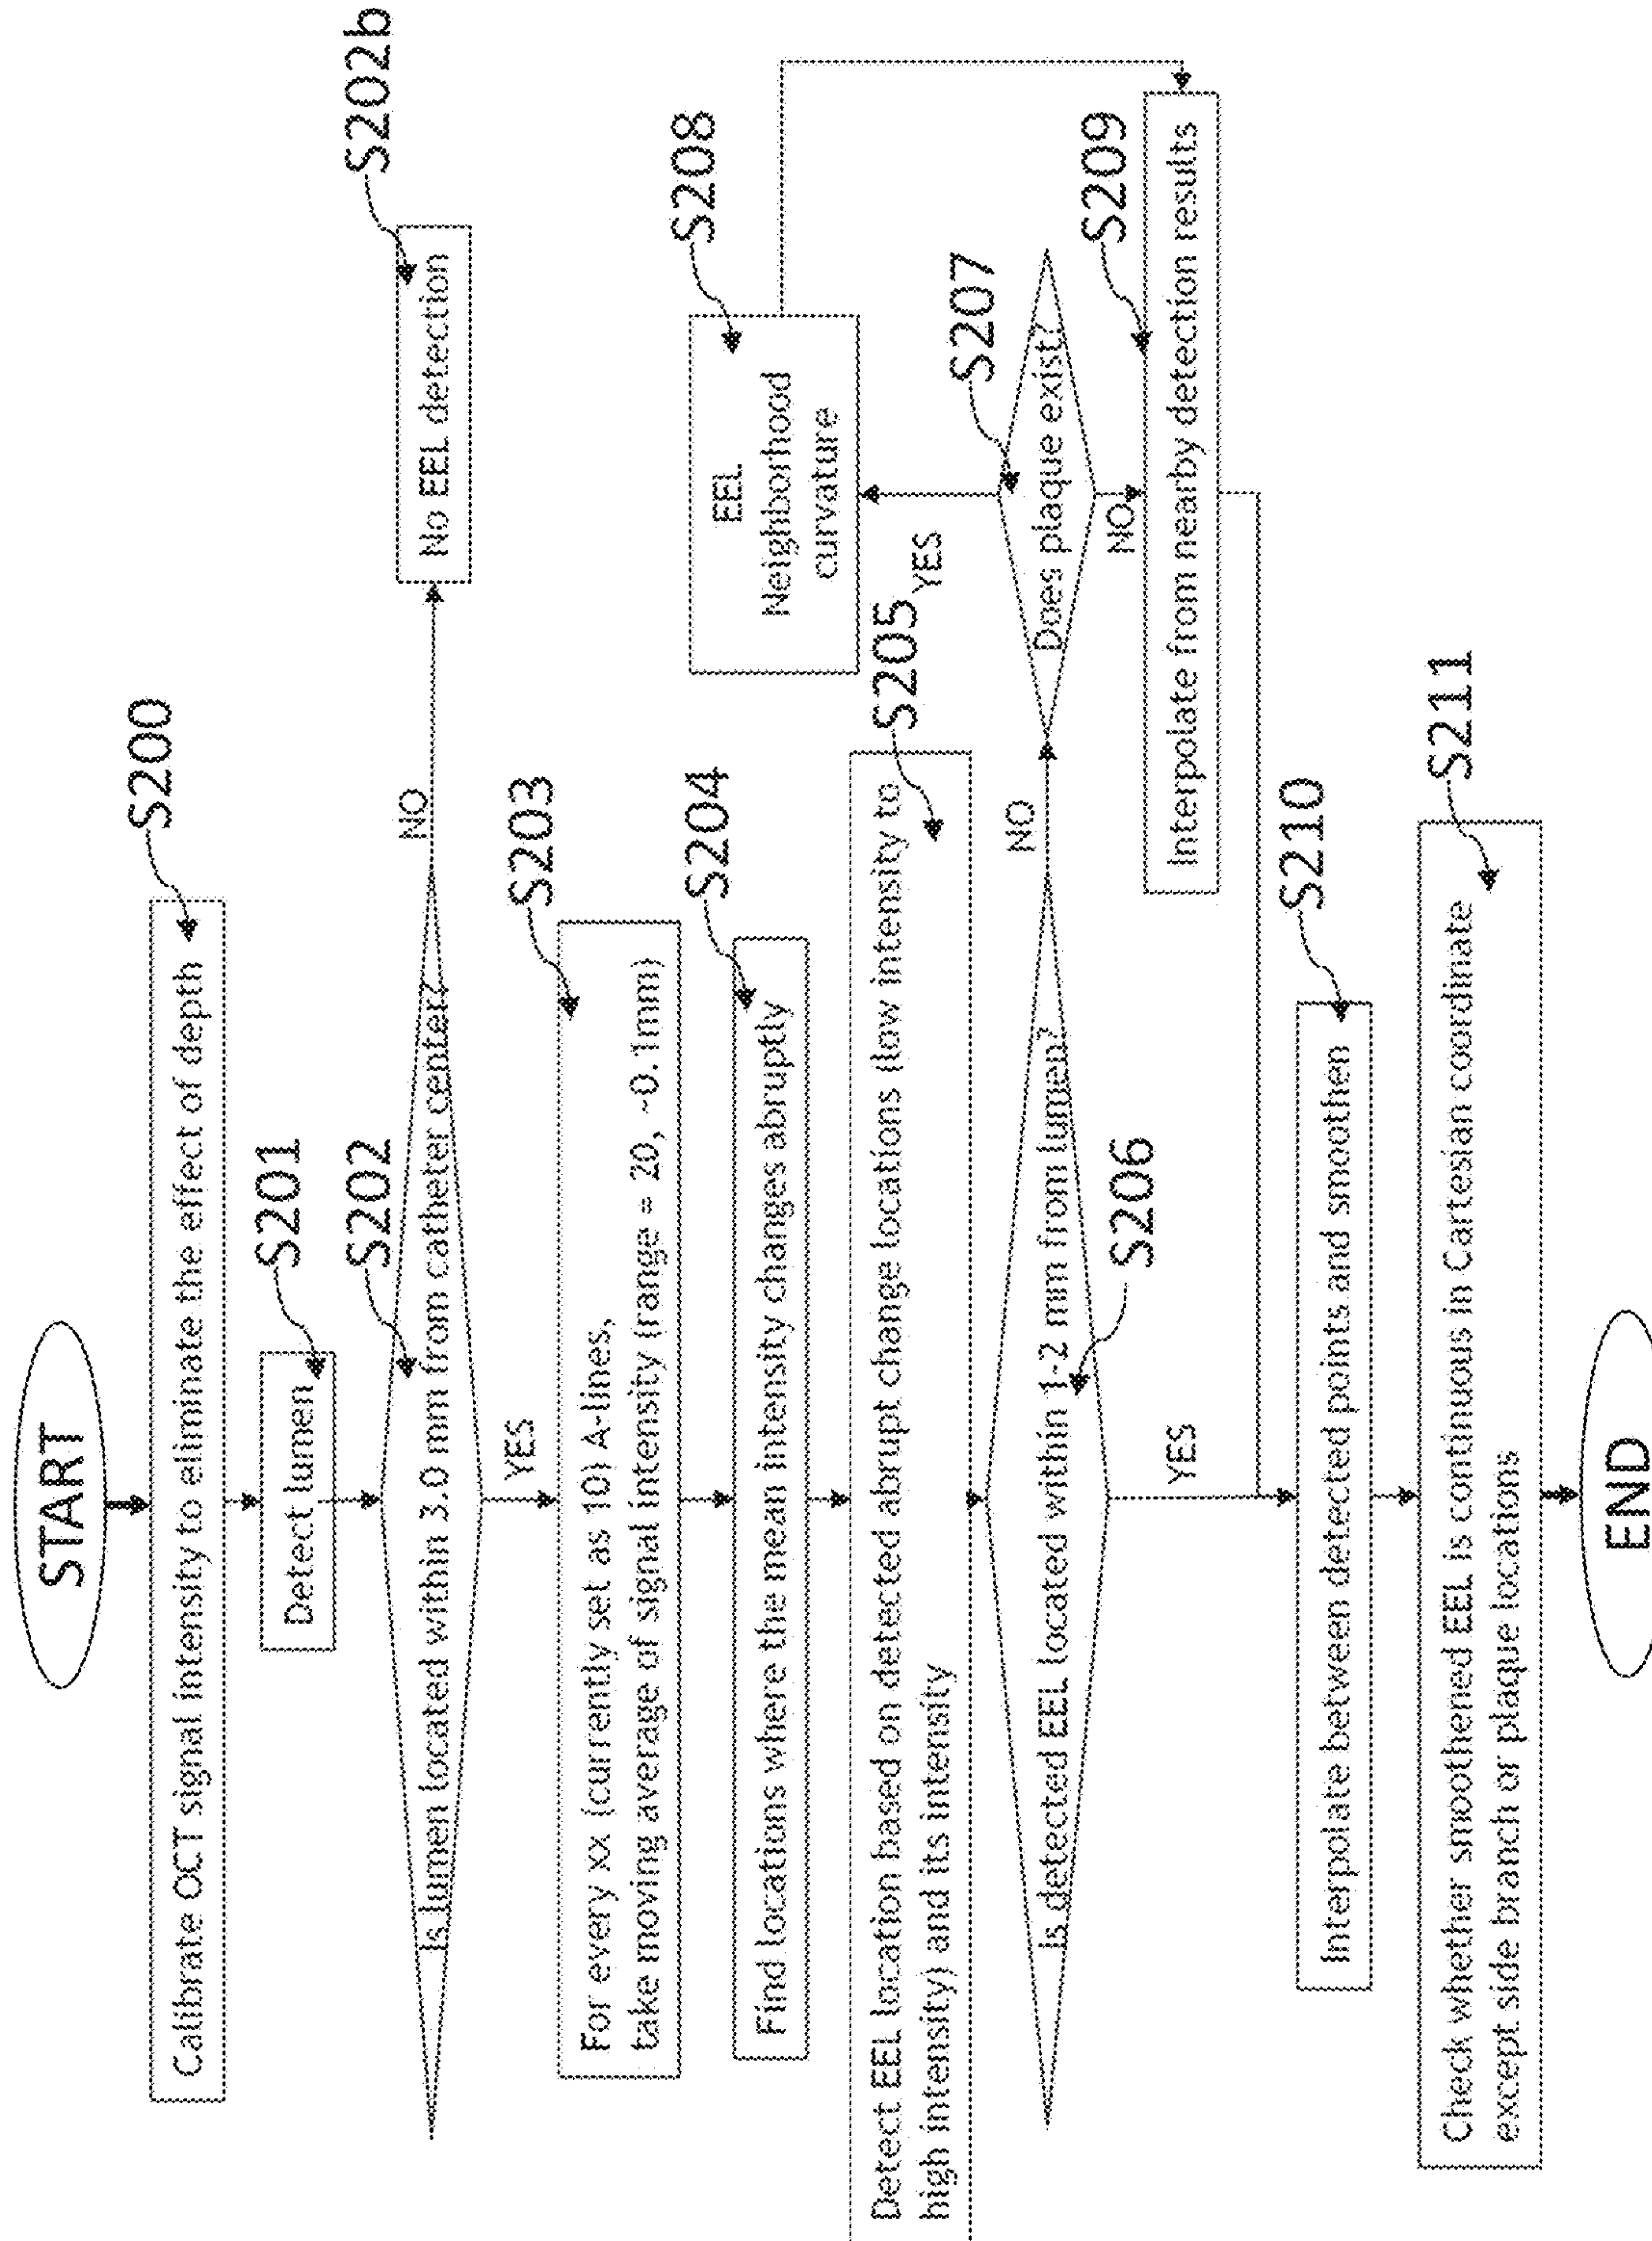 START
Calibrate OCT signal intensity to eliminate the effect of depth
S200
Detect lumen
S201
Is lumen located within 3.0 mm from catheter center?
S202
NO
No EEL detection
S202b
YES
For every xx (currently set as 10) A-lines,
take moving average of signal intensity (range = 20, ~0.1mm)
S203
Find locations where the mean intensity changes abruptly
S204
Detect EEL location based on detected abrupt change locations (low intensity to
high intensity) and its intensity
S205
Is detected EEL located within 1-2 mm from lumen?
S206
NO
Does plaque exist?
S207
YES
EEL
Neighborhood
curvature
S208
NO
Interpolate from nearby detection results
S209
YES
Interpolate between detected points and smoothen
S210
Check whether smoothened EEL is continuous in Cartesian coordinate
except side branch or plaque locations
S211
END